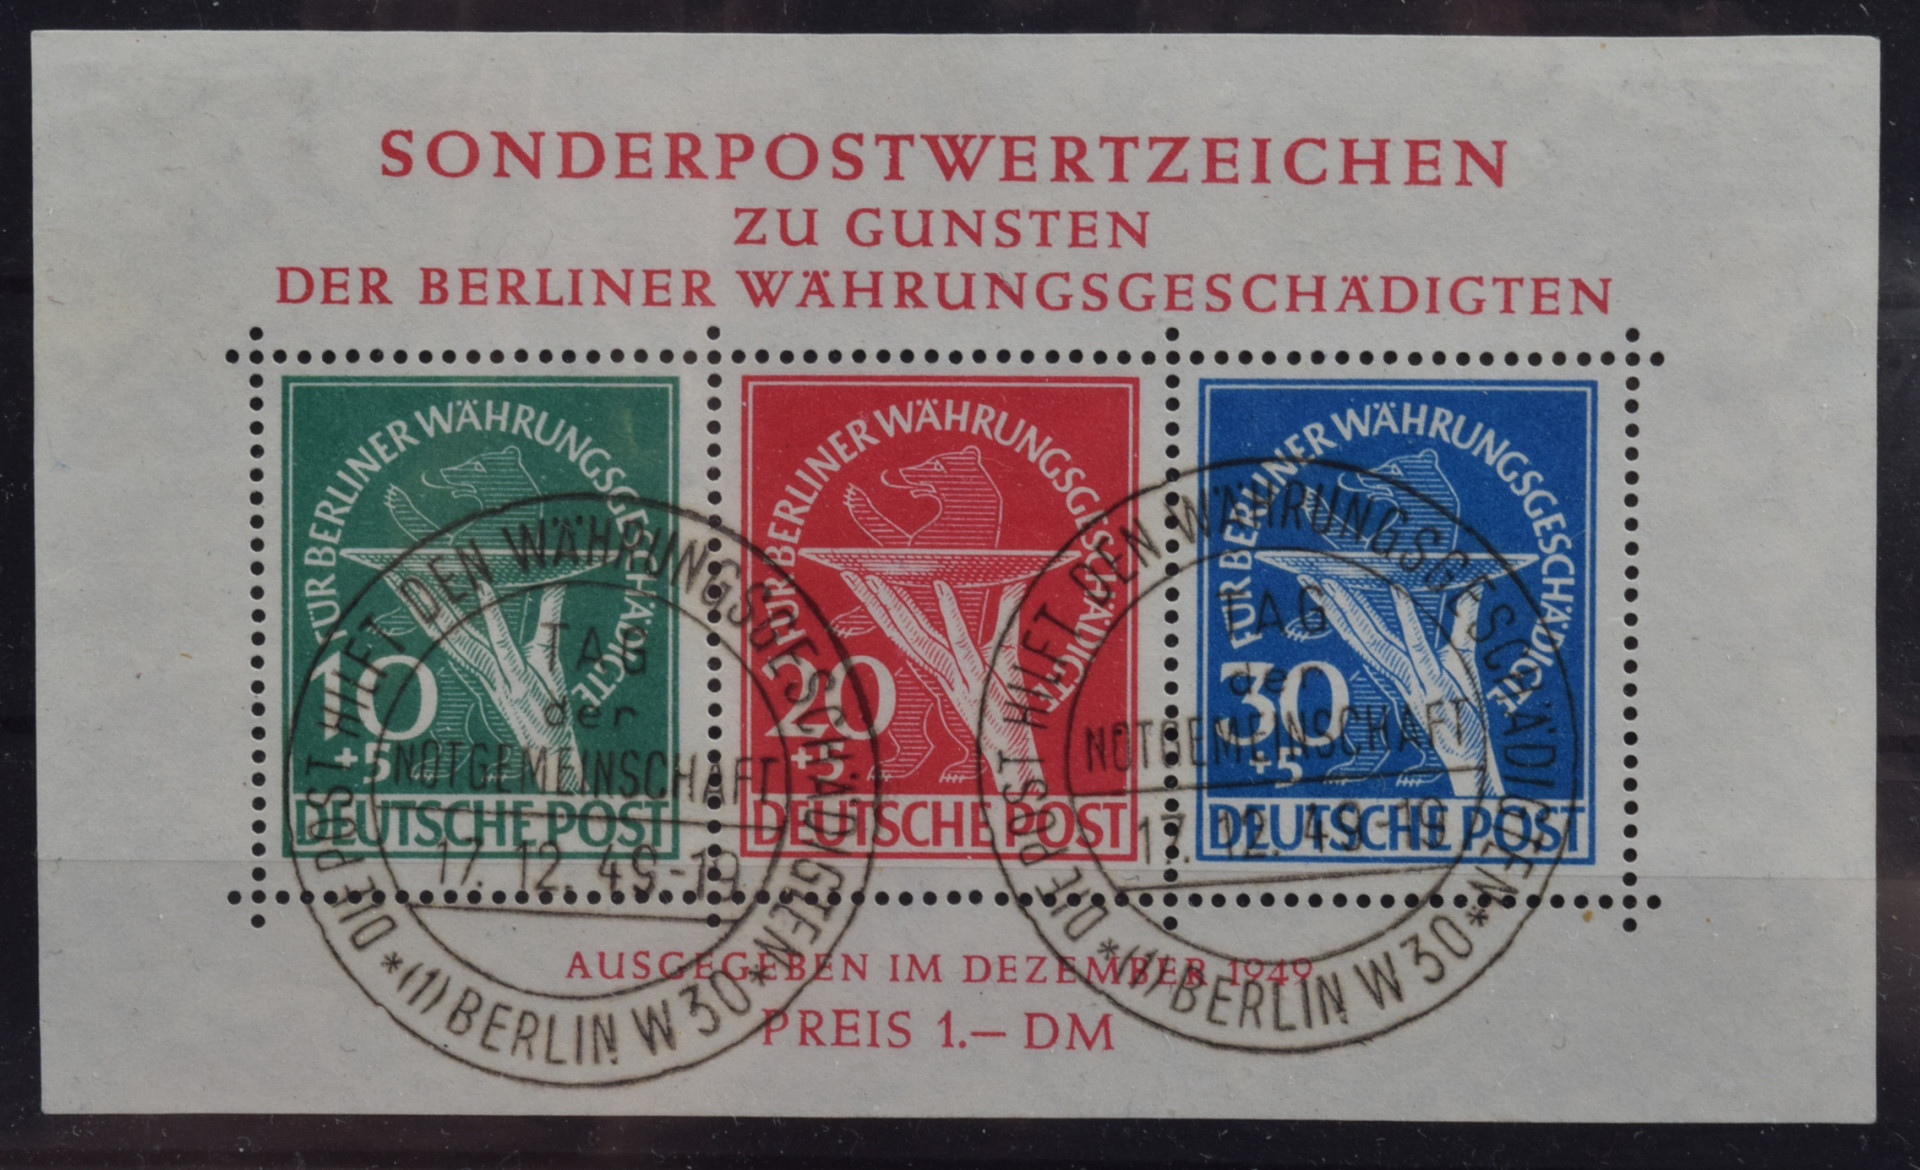 SONDERPOSTWERTZEICHEN
ZU GUNSTEN
DER BERLINER WÄHRUNGSGESCHÄDIGTEN
FÜR BERLINER WÄHRUNGSGESCHÄDIGTE
10
+5
DEUTSCHE POST
FÜR BERLINER WÄHRUNGSGESCHÄDIGTE
20
+5
DEUTSCHE POST
FÜR BERLINER WÄHRUNGSGESCHÄDIGTE
30
+5
DEUTSCHE POST
DIE POST HILFT DEN WÄHRUNGSGESCHÄDIGTEN
TAG
der
NOTGEMEINSCHAFT
17. 12. 49-19
*(1) BERLIN W 30*
DIE POST HILFT DEN WÄHRUNGSGESCHÄDIGTEN
TAG
der
NOTGEMEINSCHAFT
17. 12. 49-19
*(1) BERLIN W 30*
AUSGEGEBEN IM DEZEMBER 1949
PREIS 1.— DM